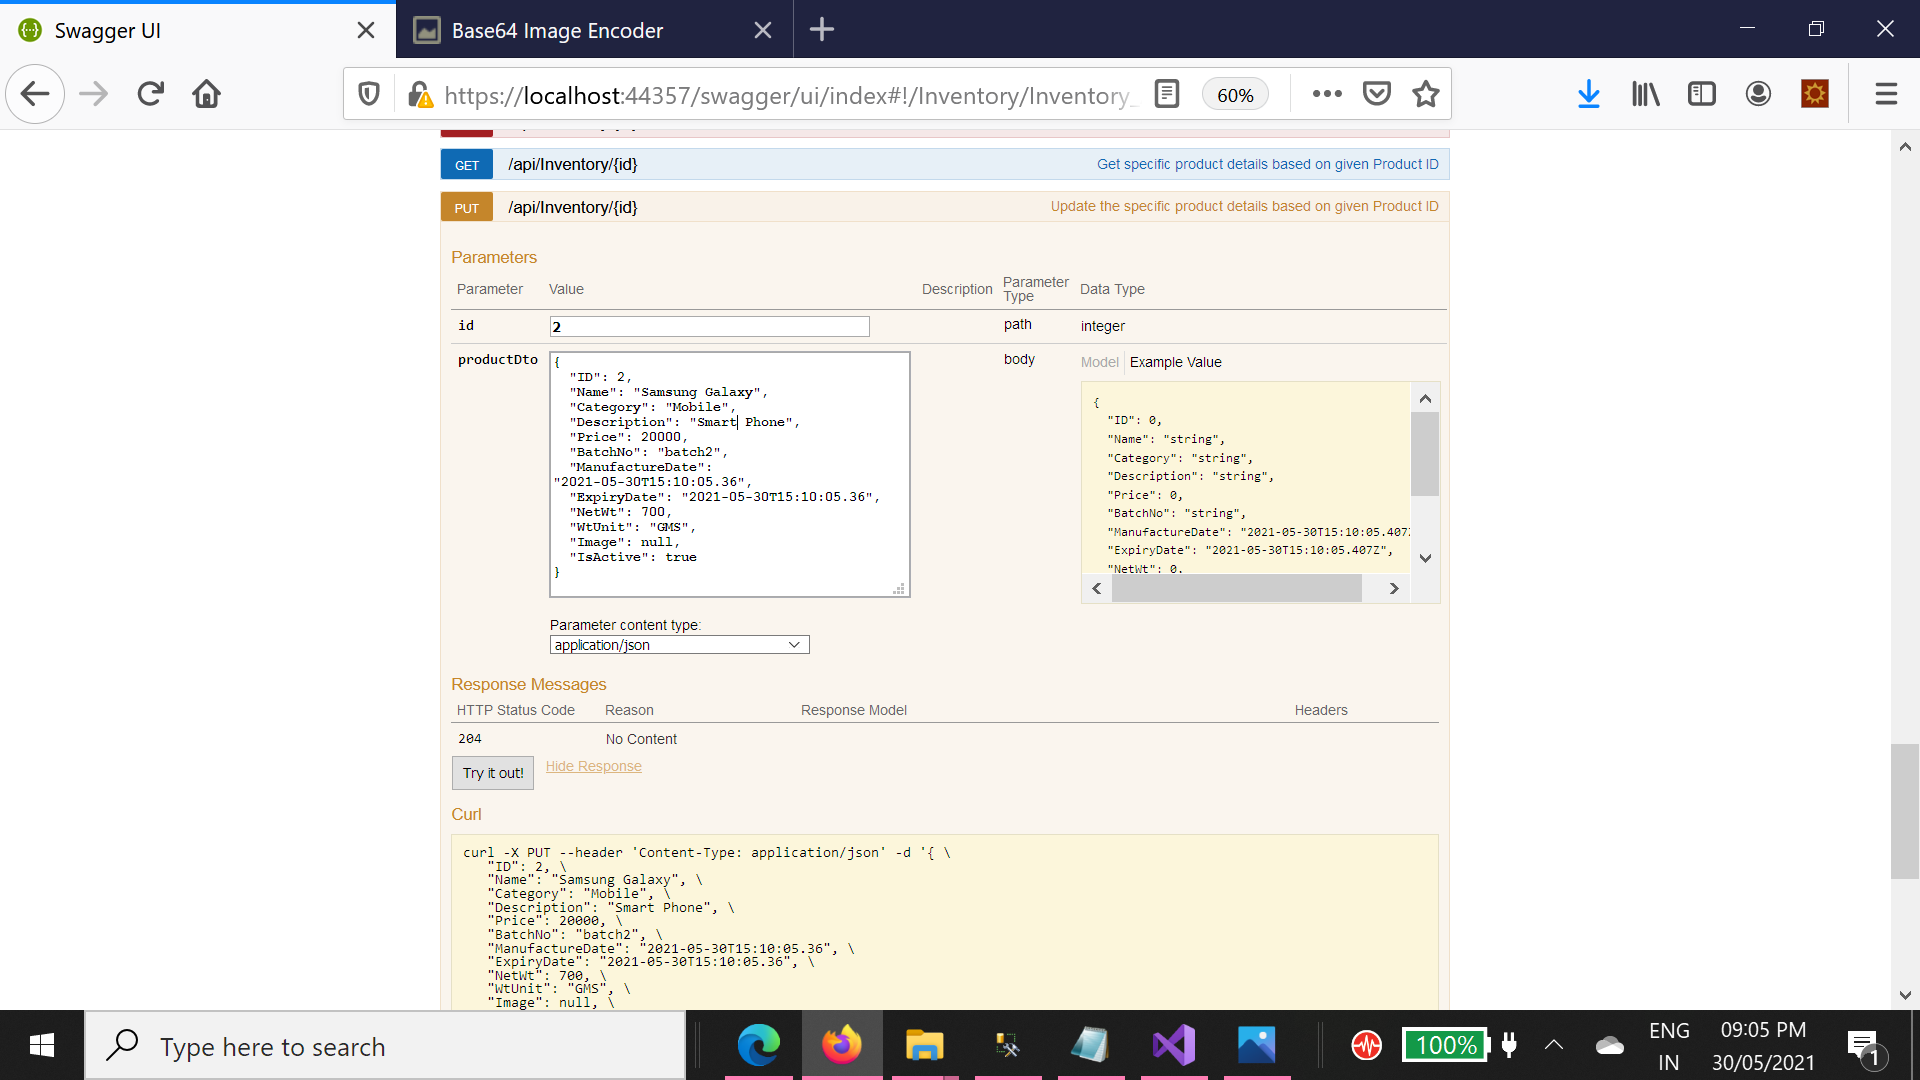 Swagger UI
Base64 Image Encoder
https://localhost:44357/swagger/ui/index#!/Inventory/Inventory_
60%
GET /api/Inventory/{id} Get specific product details based on given Product ID
PUT /api/Inventory/{id} Update the specific product details based on given Product ID
Parameters
Parameter Value Description Parameter Type Data Type
id 2 path integer
productDto body
{
"ID": 2,
"Name": "Samsung Galaxy",
"Category": "Mobile",
"Description": "Smart Phone",
"Price": 20000,
"BatchNo": "batch2",
"ManufactureDate":
"2021-05-30T15:10:05.36",
"ExpiryDate": "2021-05-30T15:10:05.36",
"NetWt": 700,
"WtUnit": "GMS",
"Image": null,
"IsActive": true
}
Model Example Value
{
"ID": 0,
"Name": "string",
"Category": "string",
"Description": "string",
"Price": 0,
"BatchNo": "string",
"ManufactureDate": "2021-05-30T15:10:05.407
"ExpiryDate": "2021-05-30T15:10:05.407Z",
"NetWt": 0,
Parameter content type:
application/json
Response Messages
HTTP Status Code Reason Response Model Headers
204 No Content
Try it out! Hide Response
Curl
curl -X PUT --header 'Content-Type: application/json' -d '{ \
"ID": 2, \
"Name": "Samsung Galaxy", \
"Category": "Mobile", \
"Description": "Smart Phone", \
"Price": 20000, \
"BatchNo": "batch2", \
"ManufactureDate": "2021-05-30T15:10:05.36", \
"ExpiryDate": "2021-05-30T15:10:05.36", \
"NetWt": 700, \
"WtUnit": "GMS", \
"Image": null, \
Type here to search
100%
ENG
IN
09:05 PM
30/05/2021
1